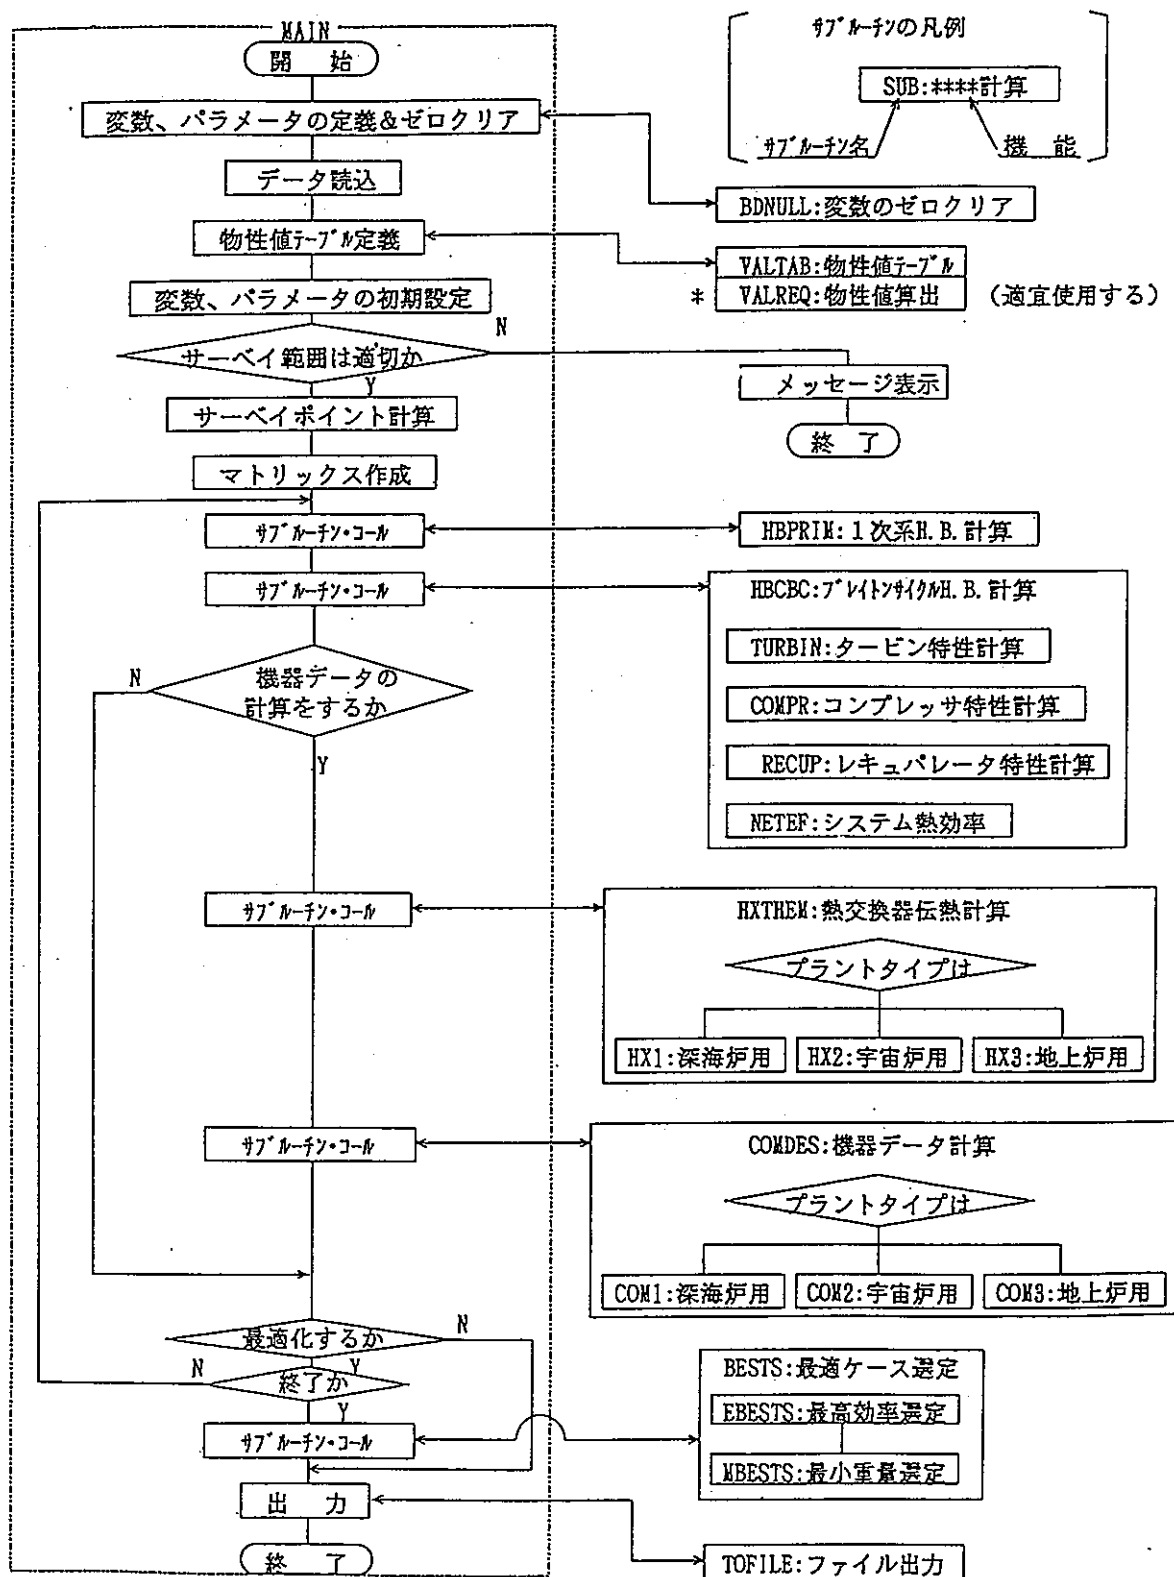 MAIN
開 始
変数、パラメータの定義&ゼロクリア
データ読込
物性値テーブル定義
変数、パラメータの初期設定
サーベイ範囲は適切か
N
Y
サーベイポイント計算
マトリックス作成
サブルーチン・コール
サブルーチン・コール
機器データの
計算をするか
N
Y
サブルーチン・コール
サブルーチン・コール
最適化するか
N
Y
終了か
N
Y
サブルーチン・コール
出 力
終 了
サブルーチンの凡例
SUB:****計算
サブルーチン名
機 能
BDNULL:変数のゼロクリア
VALTAB:物性値テーブル
* VALREQ:物性値算出 (適宜使用する)
メッセージ表示
終 了
HBPRIM:1次系H.B.計算
HBCBC:ブレイトンサイクルH.B.計算
TURBIN:タービン特性計算
COMPR:コンプレッサ特性計算
RECUP:レキュパレータ特性計算
NETEF:システム熱効率
HXTHEM:熱交換器伝熱計算
プラントタイプは
HX1:深海炉用
HX2:宇宙炉用
HX3:地上炉用
COMDES:機器データ計算
プラントタイプは
COM1:深海炉用
COM2:宇宙炉用
COM3:地上炉用
BESTS:最適ケース選定
EBESTS:最高効率選定
MBESTS:最小重量選定
TOFILE:ファイル出力